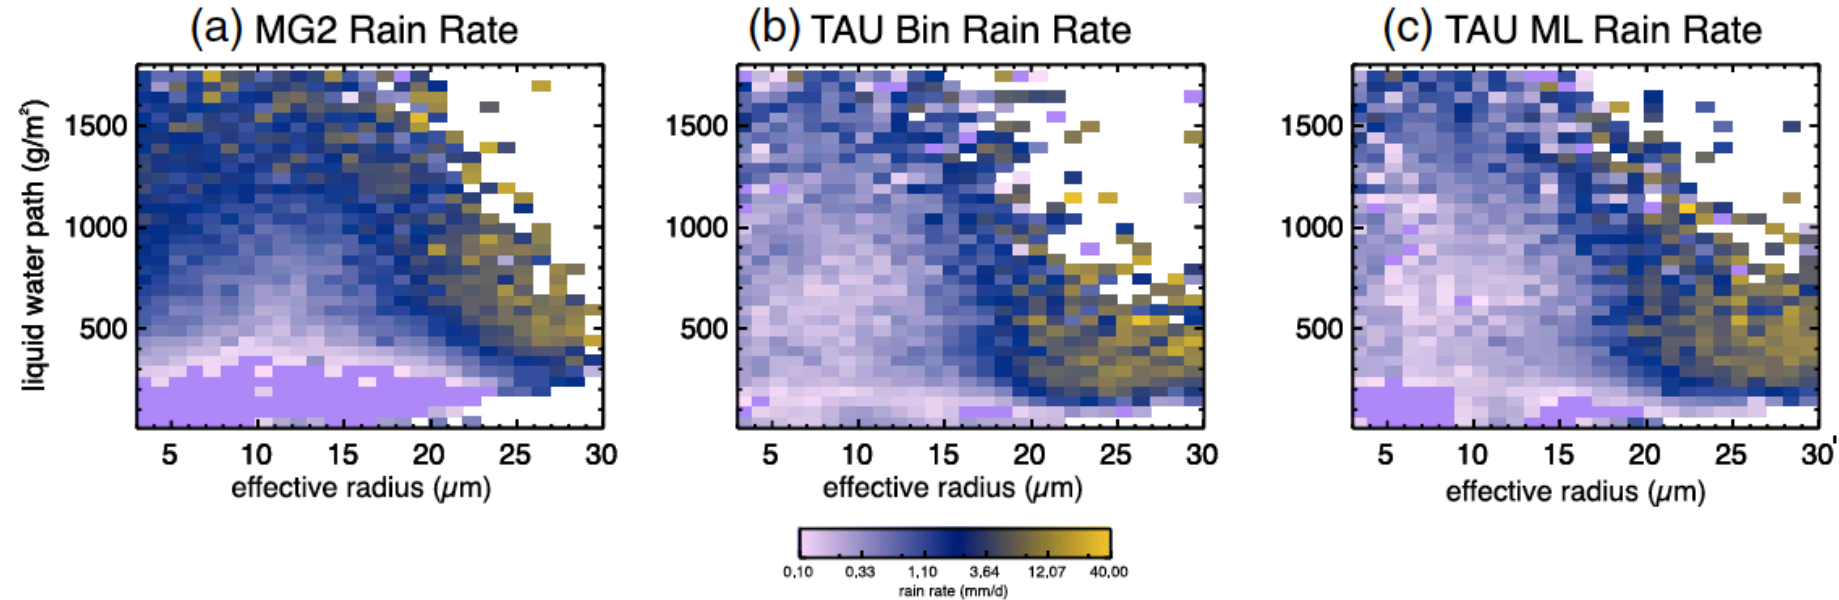 (a) MG2 Rain Rate
(b) TAU Bin Rain Rate
(c) TAU ML Rain Rate
liquid water path (g/m²)
1500
1000
500
5 10 15 20 25 30
effective radius (µm)
1500
1000
500
5 10 15 20 25 30
effective radius (µm)
1500
1000
500
5 10 15 20 25 30
effective radius (µm)
0.10 0.33 1.10 3.64 12.07 40.00
rain rate (mm/d)